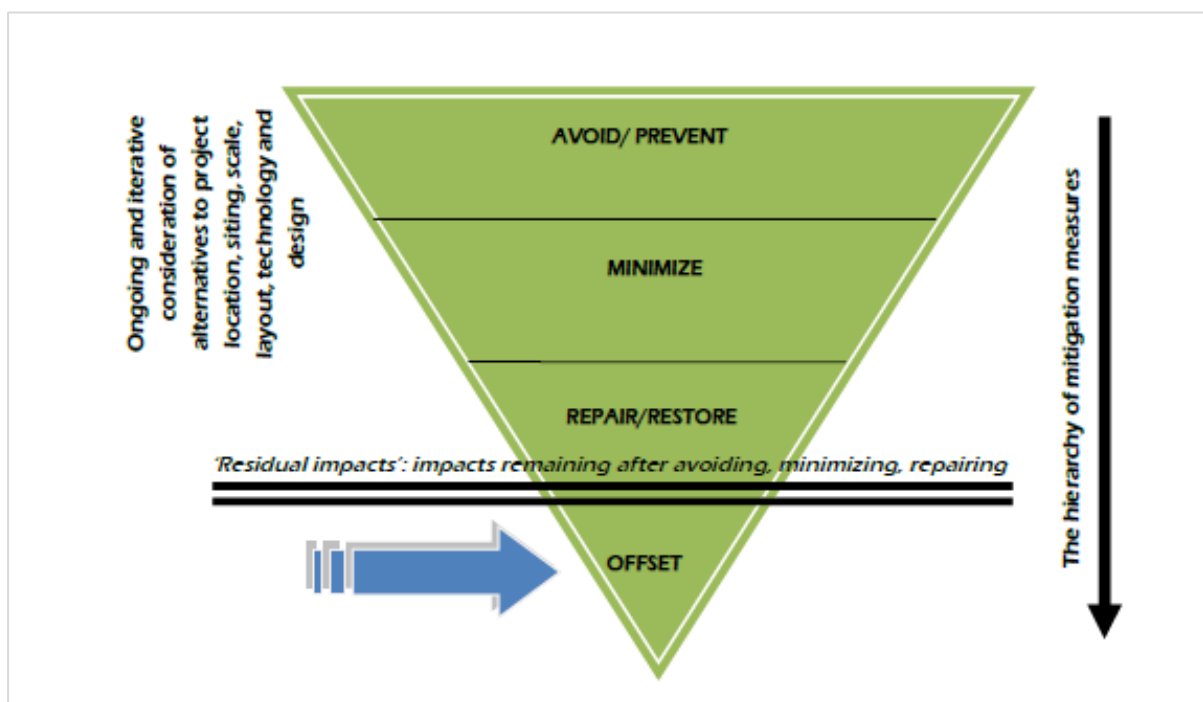 Ongoing and iterative
consideration of
alternatives to project
location, siting, scale,
layout, technology and
design
AVOID/ PREVENT
MINIMIZE
REPAIR/RESTORE
'Residual impacts': impacts remaining after avoiding, minimizing, repairing
OFFSET
The hierarchy of mitigation measures